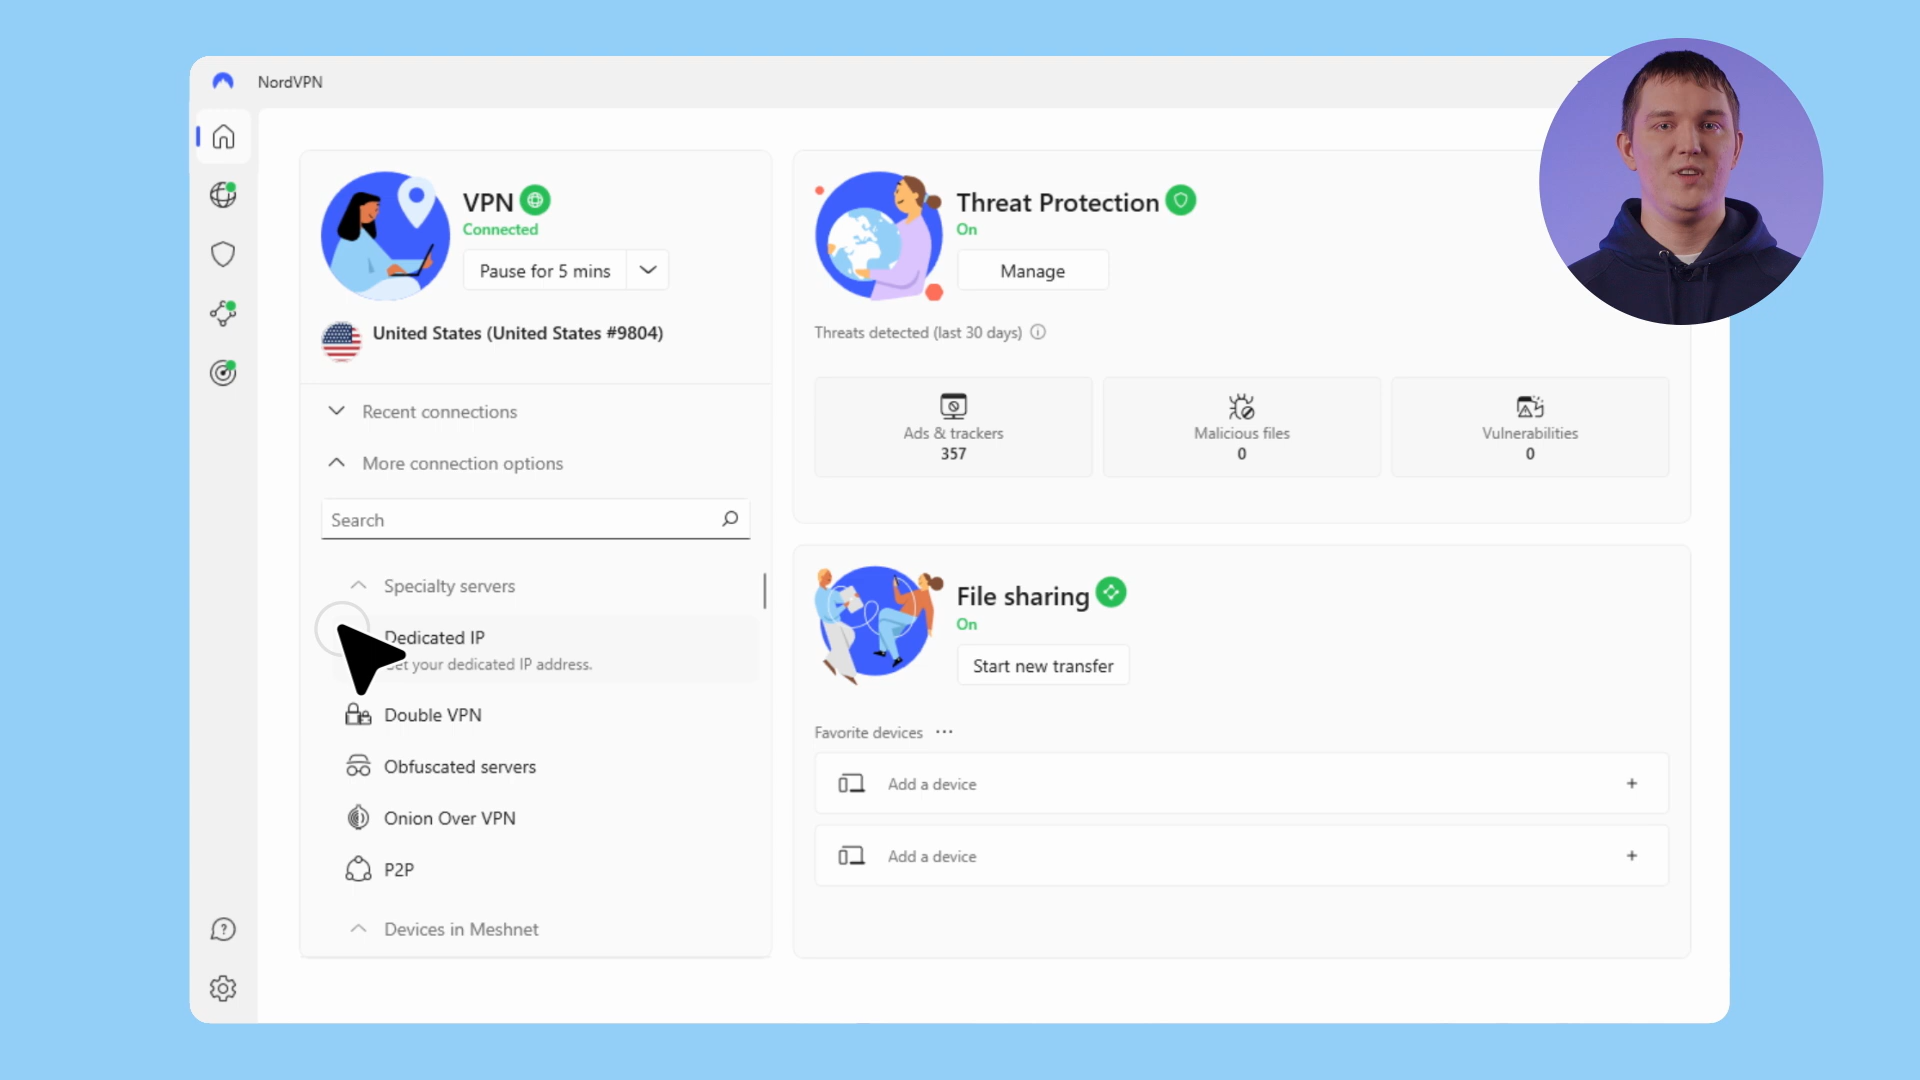 NordVPN
VPN
Connected
Pause for 5 mins
United States (United States #9804)
Recent connections
More connection options
Search
Specialty servers
Dedicated IP
your dedicated IP address.
Double VPN
Obfuscated servers
Onion Over VPN
P2P
Devices in Meshnet
Threat Protection
On
Manage
Threats detected (last 30 days)
Ads & trackers
357
Malicious files
0
Vulnerabilities
0
File sharing
On
Start new transfer
Favorite devices ···
Add a device +
Add a device +